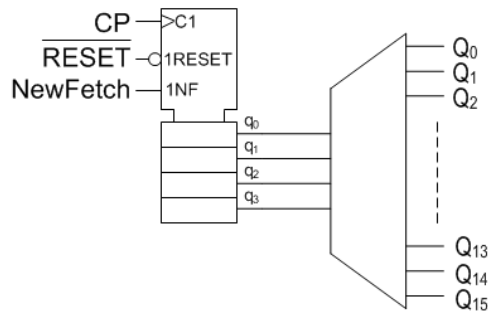 CP C1
RESET 1RESET
NewFetch 1NF
q0
q1
q2
q3
Q0
Q1
Q2
Q13
Q14
Q15